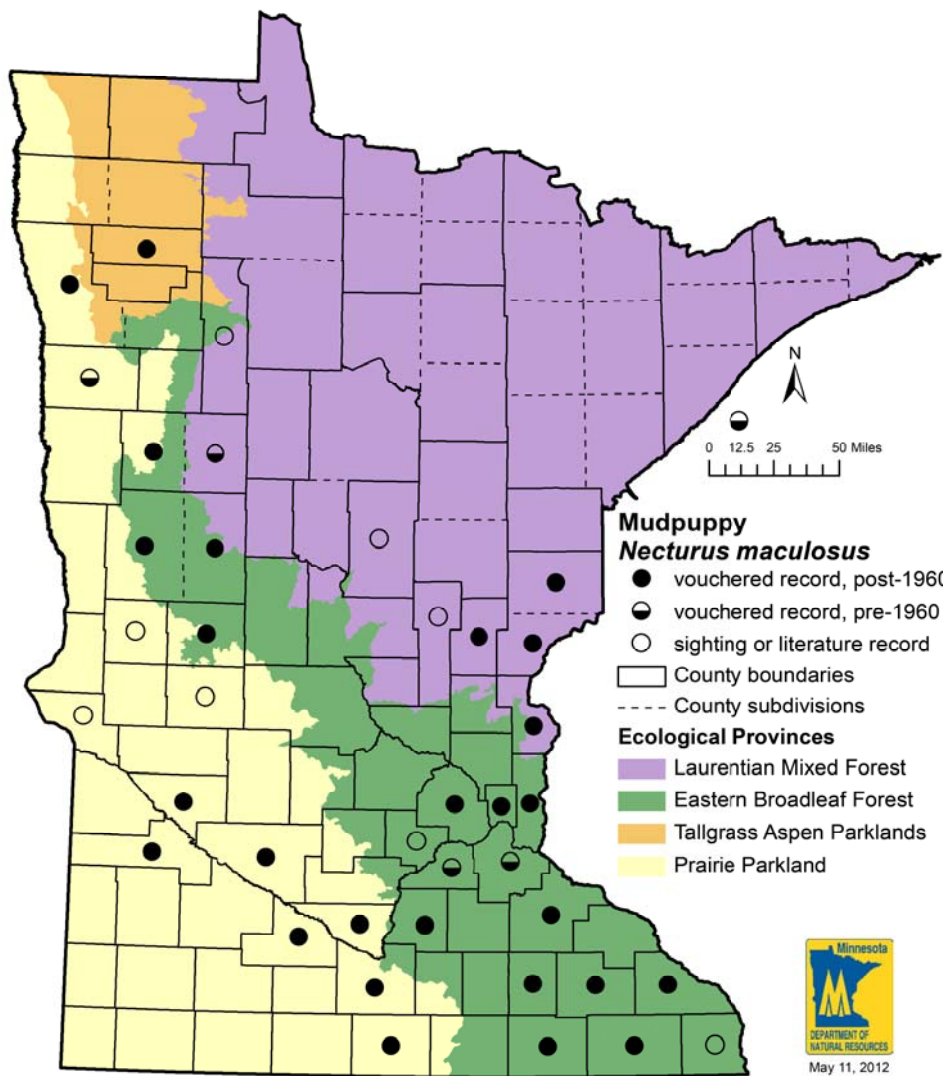 N
0 12.5 25 50 Miles
Mudpuppy
Necturus maculosus
vouchered record, post-1960
vouchered record, pre-1960
sighting or literature record
County boundaries
County subdivisions
Ecological Provinces
Laurentian Mixed Forest
Eastern Broadleaf Forest
Tallgrass Aspen Parklands
Prairie Parkland
Minnesota
DEPARTMENT OF
NATURAL RESOURCES
May 11, 2012